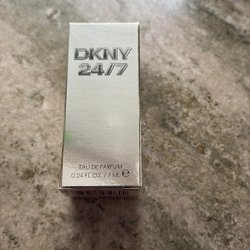 DKNY
24/7
EAU DE PARFUM
0.24 FL.OZ. / 7 ML ℮